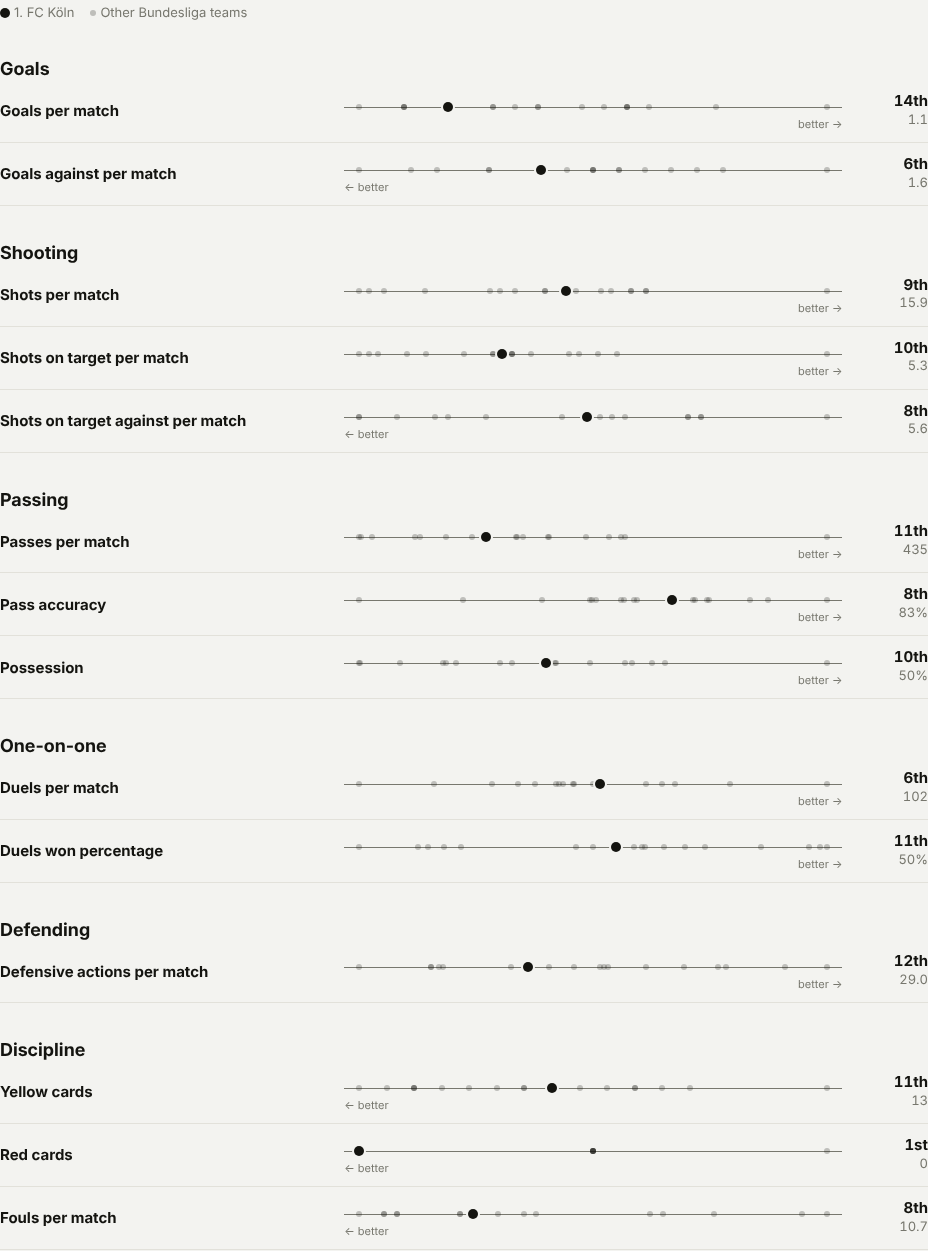 1. FC Köln Other Bundesliga teams
Goals
Goals per match
14th
1.1
better →
Goals against per match
6th
1.6
← better
Shooting
Shots per match
9th
15.9
better →
Shots on target per match
10th
5.3
better →
Shots on target against per match
8th
5.6
← better
Passing
Passes per match
11th
435
better →
Pass accuracy
8th
83%
better →
Possession
10th
50%
better →
One-on-one
Duels per match
6th
102
better →
Duels won percentage
11th
50%
better →
Defending
Defensive actions per match
12th
29.0
better →
Discipline
Yellow cards
11th
13
← better
Red cards
1st
0
← better
Fouls per match
8th
10.7
← better